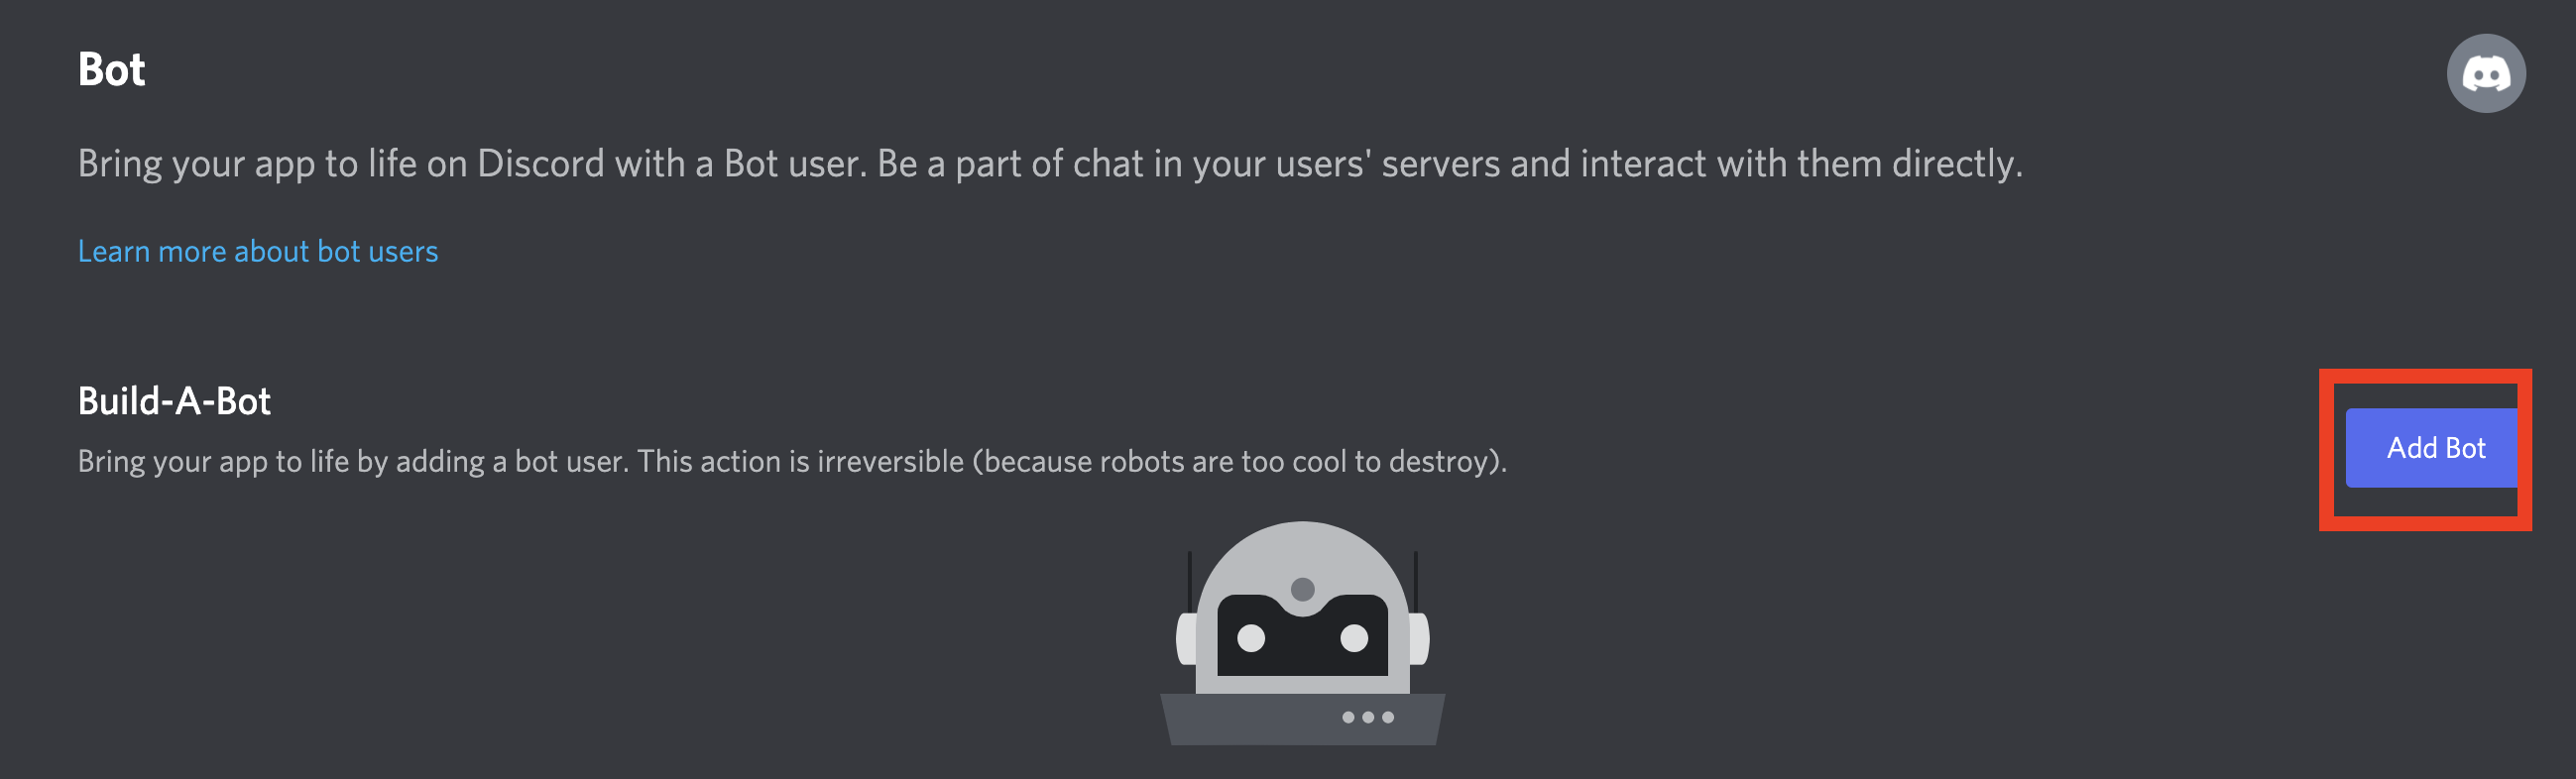 Bot
Bring your app to life on Discord with a Bot user. Be a part of chat in your users' servers and interact with them directly.
Learn more about bot users
Build-A-Bot
Bring your app to life by adding a bot user. This action is irreversible (because robots are too cool to destroy).
Add Bot